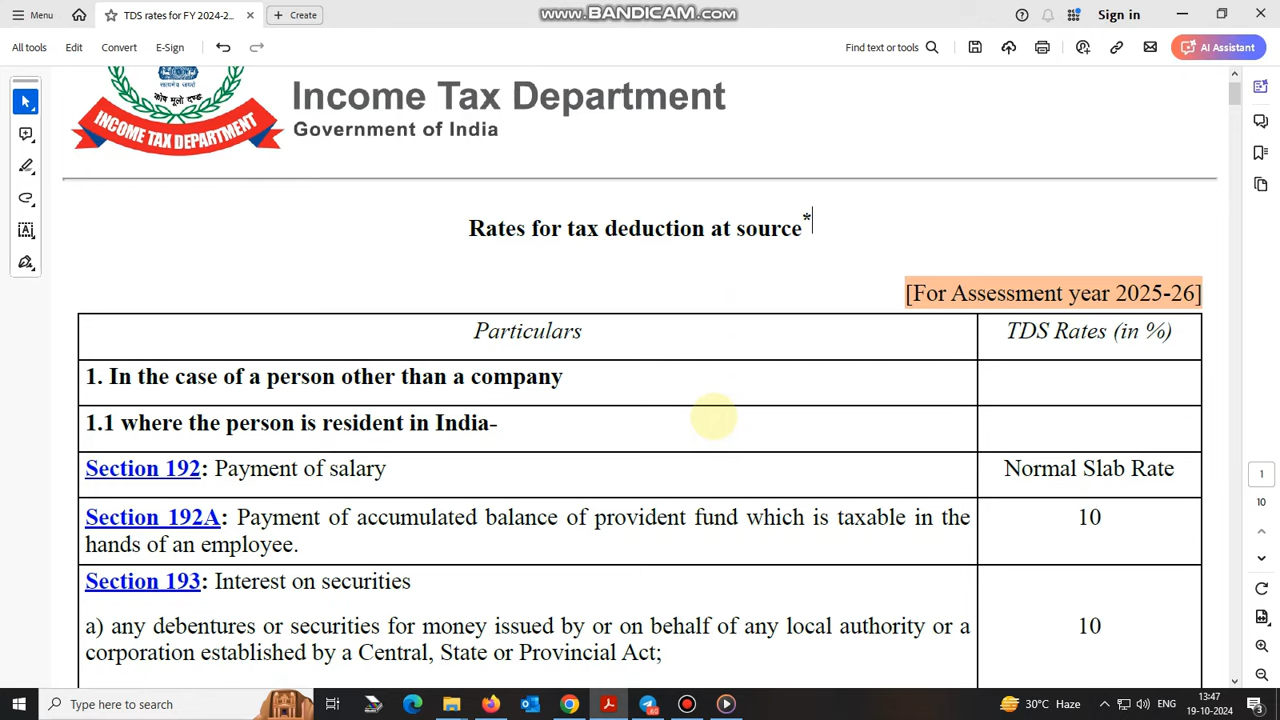 Menu
TDS rates for FY 2024-2...
Create
WWW.BANDICAM.COM
Sign in
All tools
Edit
Convert
E-Sign
Find text or tools
AI Assistant
कोष मूलो दण्डः
INCOME TAX DEPARTMENT
Income Tax Department
Government of India
Rates for tax deduction at source*
[For Assessment year 2025-26]
Particulars
TDS Rates (in %)
1. In the case of a person other than a company
1.1 where the person is resident in India-
Section 192: Payment of salary
Normal Slab Rate
Section 192A: Payment of accumulated balance of provident fund which is taxable in the
hands of an employee.
10
Section 193: Interest on securities
a) any debentures or securities for money issued by or on behalf of any local authority or a
corporation established by a Central, State or Provincial Act;
10
1
10
Type here to search
30°C Haze
ENG
13:47
19-10-2024
3